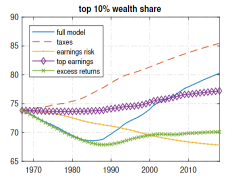 top 10% wealth share
90
85
80
75
70
65
full model
taxes
earnings risk
top earnings
excess returns
1970 1980 1990 2000 2010